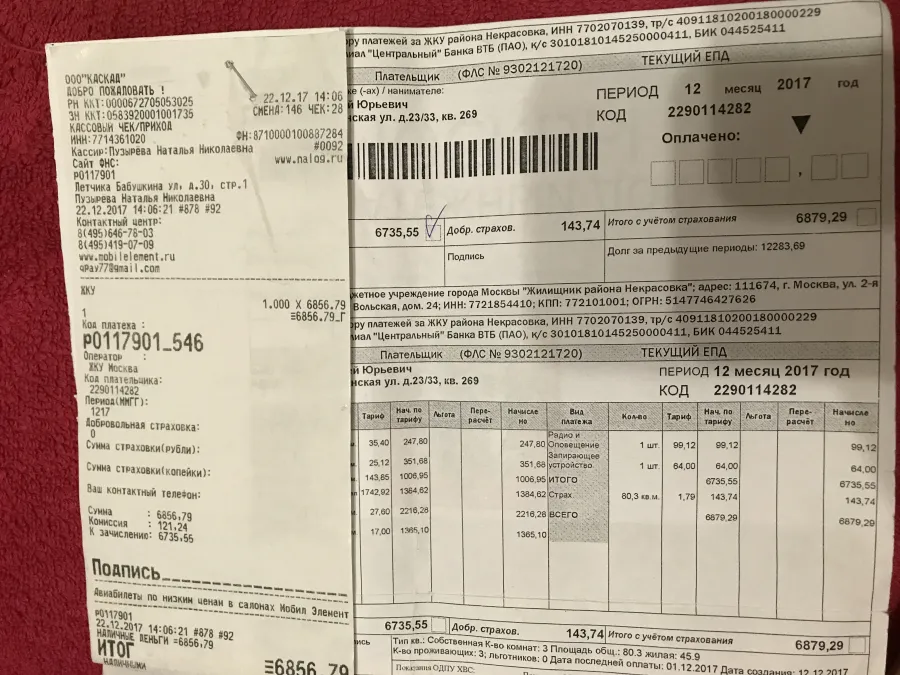 ООО"КАСКАД"
ДОБРО ПОЖАЛОВАТЬ !
22.12.17 14:06
РН ККТ:0000672705053025
СМЕНА:146 ЧЕК:28
ЗН ККТ:0583920001001735
КАССОВЫЙ ЧЕК/ПРИХОД
ФН:8710000100887284
ИНН:7714361020
#0092
Кассир:Пузырева Наталья Николаевна
www.nalog.ru
Сайт ФНС:
Р0117901
Летчика Бабушкина ул, д.30, стр.1
Пузырева Наталья Николаевна
22.12.2017 14:06:21 #878 #92
Контактный центр:
8(495)646-78-03
8(495)419-07-09
www.mobilelement.ru
qPay77@gmail.com
ЖКУ
1.000 X 6856.79
1 ≡6856.79_Г
Код платежа :
Р0117901_546
Оператор :
ЖКУ Москва
Код плательщика:
2290114282
Период(ММГГ):
1217
Добровольная страховка:
0
Сумма страховки(рубли):
Сумма страховки(копейки):
Ваш контактный телефон:
Сумма : 6856,79
Комиссия : 121,24
К зачислению: 6735.55
Подпись
Авиабилеты по низким ценам в салонах Мобил Элемент
Р0117901
22.12.2017 14:06:21 #878 #92
НАЛИЧНЫЕ ДЕНЬГИ =6856,79
ИТОГ ≡6856.79
НАЛИЧНЫМИ
ру платежей за ЖКУ района Некрасовка, ИНН 7702070139, тр/с 40911810200180000229
иал "Центральный" Банка ВТБ (ПАО), к/с 30101810145250000411, БИК 044525411
Плательщик (ФЛС № 9302121720) ТЕКУЩИЙ ЕПД
ке (-ах) / нанимателе:
й Юрьевич
нская ул. д.23/33, кв. 269
ПЕРИОД 12 месяц 2017 год
КОД 2290114282
Оплачено:
,
6735,55 Добр. страхов. 143,74 Итого с учётом страхования 6879,29
Подпись Долг за предыдущие периоды: 12283,69
жетное учреждение города Москвы "Жилищник района Некрасовка"; адрес: 111674, г. Москва, ул. 2-я
Вольская, дом. 24; ИНН: 7721854410; КПП: 772101001; ОГРН: 5147746427626
ру платежей за ЖКУ района Некрасовка, ИНН 7702070139, тр/с 40911810200180000229
иал "Центральный" Банка ВТБ (ПАО), к/с 30101810145250000411, БИК 044525411
Плательщик (ФЛС № 9302121720) ТЕКУЩИЙ ЕПД
й Юрьевич
ПЕРИОД 12 месяц 2017 год
нская ул. д.23/33, кв. 269
КОД 2290114282
Тариф Нач. по тарифу Льгота Пере-расчёт Начислено Вид платежа Кол-во Тариф Нач. по тарифу Льгота Пере-расчёт Начислено
35,40 247,80 247,80 Радио и Оповещение 1 шт. 99,12 99,12 99,12
25,12 351,68 351,68 Запирающее устройство 1 шт. 64,00 64,00 64,00
143,85 1006,95 1006,95 ИТОГО 6735,55 6735,55
1742,92 1384,62 1384,62 Страх 80,3 кв.м. 1,79 143,74 143,74
27,60 2216,28 2216,28 ВСЕГО 6879,29 6879,29
17,00 1365,10 1365,10
6735,55 Добр. страхов. 143,74 Итого с учётом страхования 6879,29
ись Тип кв.: Собственная К-во комнат: 3 Площадь общ.: 80.3 жилая: 45.9
К-во проживающих: 3; льготников: 0 Дата последней оплаты: 01.12.2017 Дата создания: 12.12.2017
Показания ОДПУ ХВС: